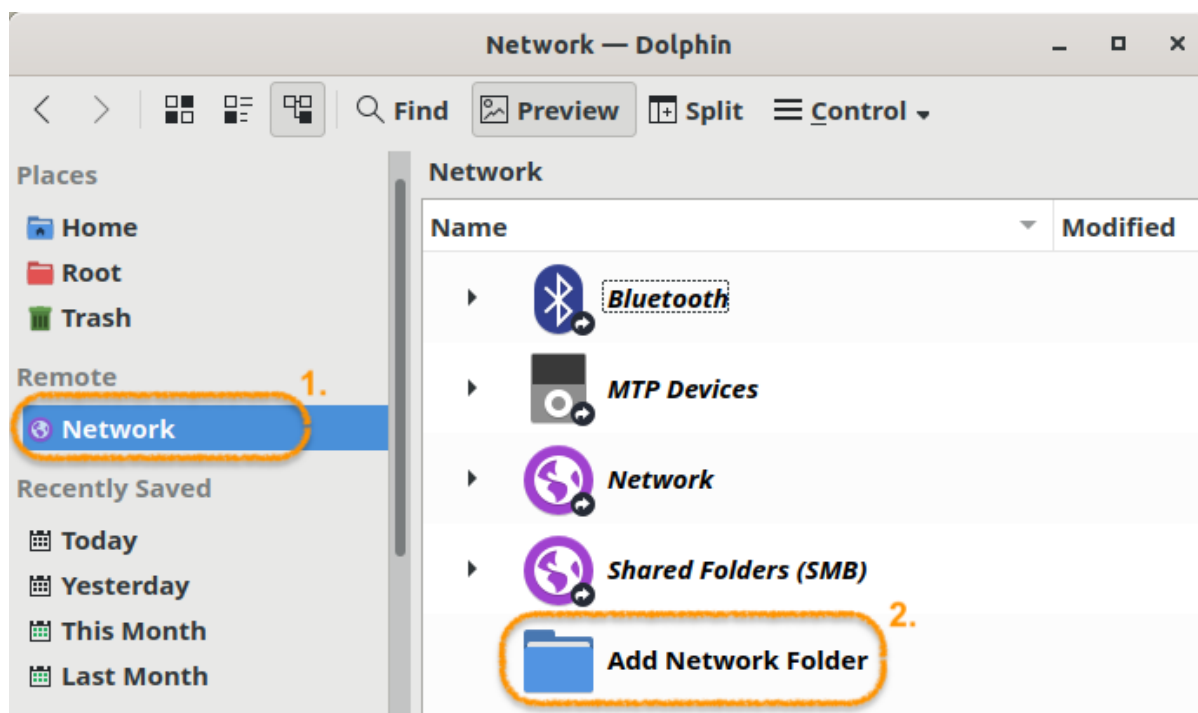 Network — Dolphin
Find Preview Split Control
Places
Home
Root
Trash
Remote
1.
Network
Recently Saved
Today
Yesterday
This Month
Last Month
Network
Name Modified
Bluetooth
MTP Devices
Network
Shared Folders (SMB)
2.
Add Network Folder